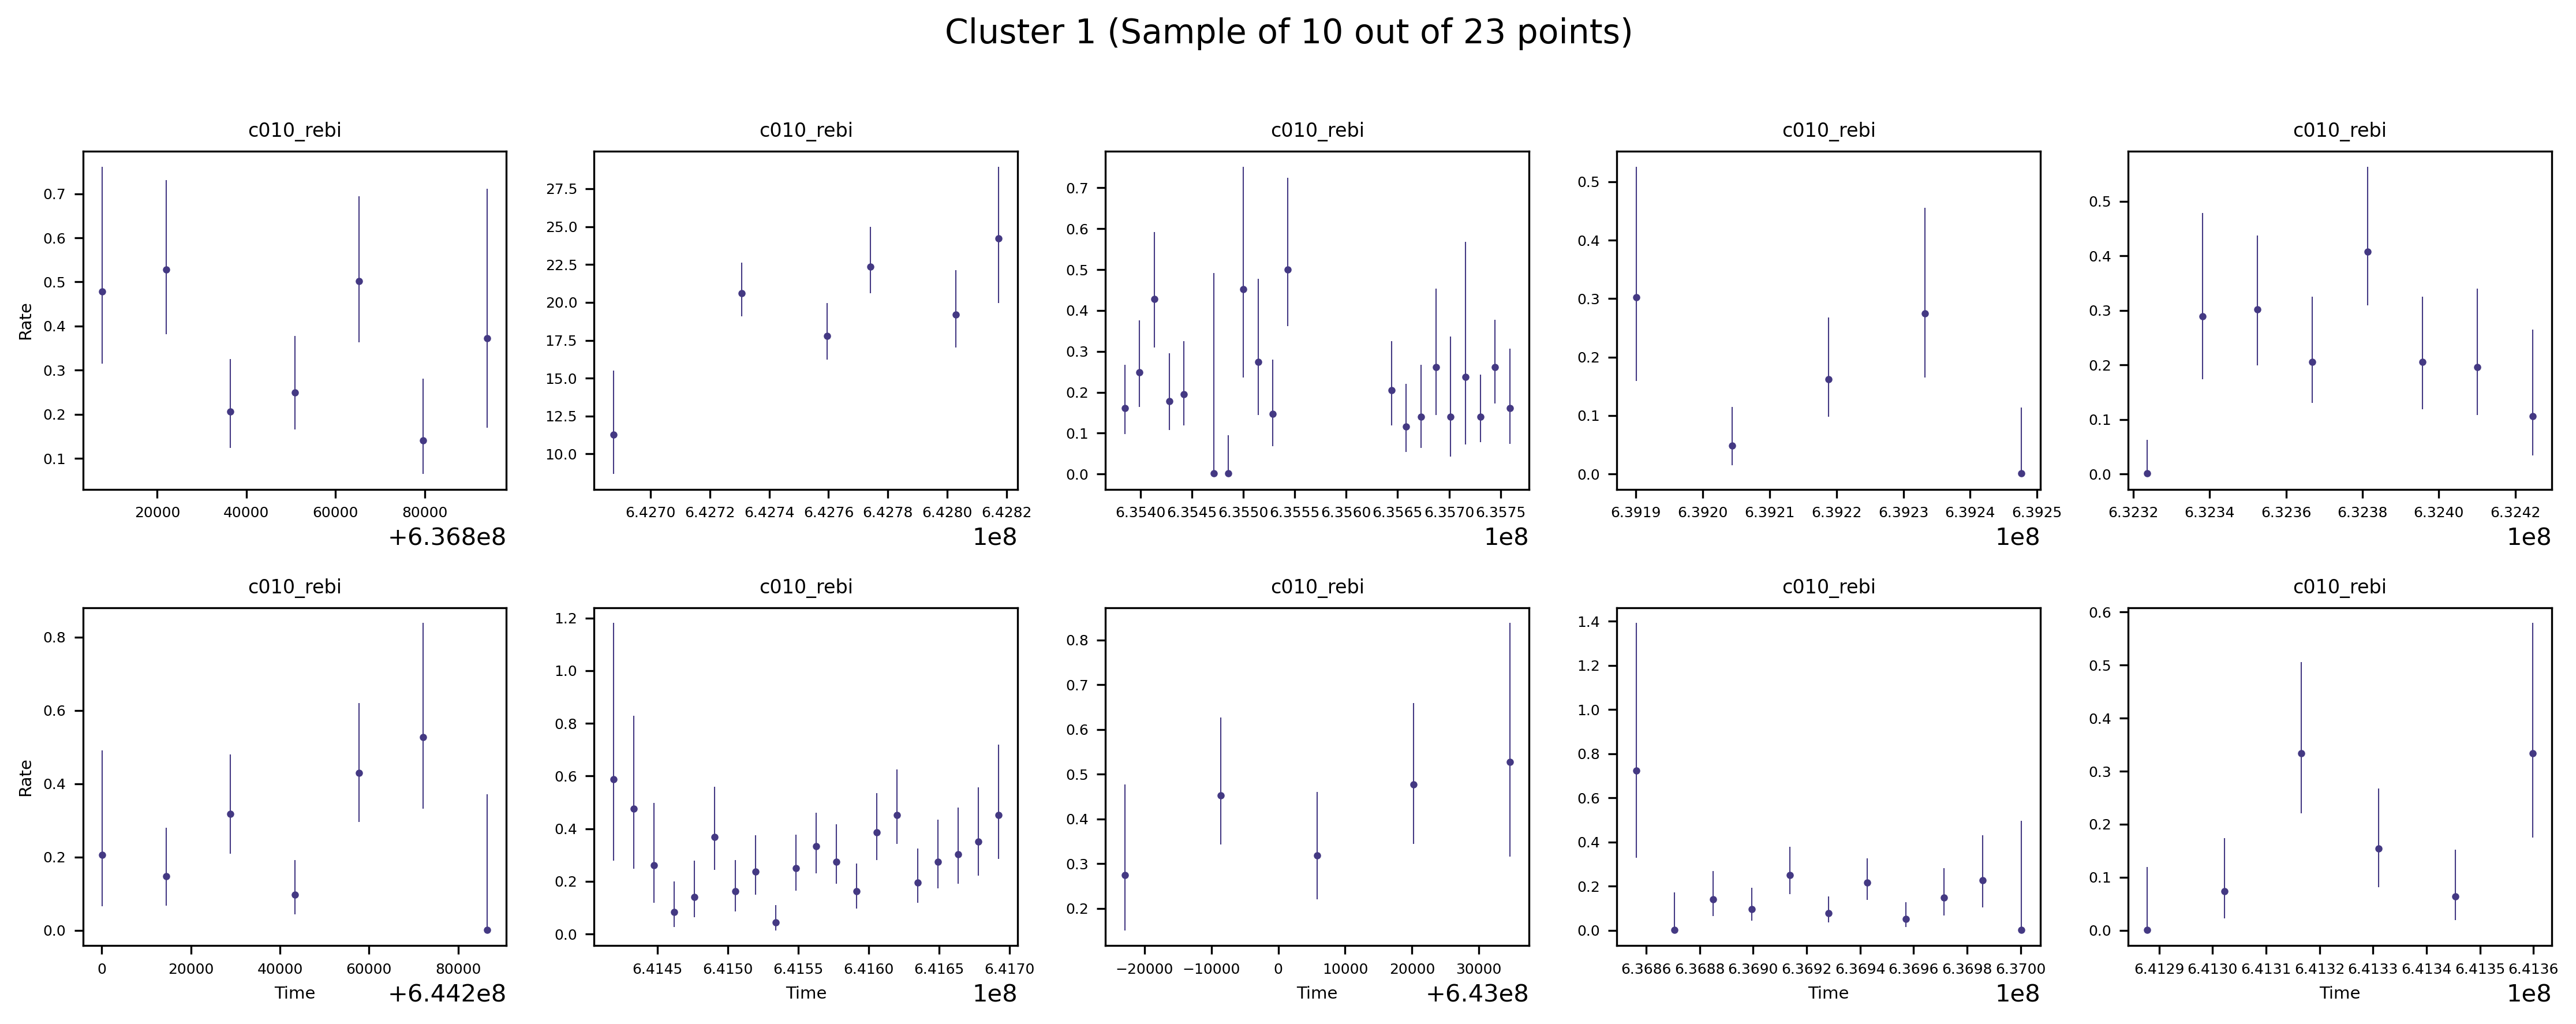 Cluster 1 (Sample of 10 out of 23 points)
c010_rebi c010_rebi c010_rebi c010_rebi c010_rebi
Rate
0.7
0.6
0.5
0.4
0.3
0.2
0.1
20000 40000 60000 80000
+6.368e8
27.5
25.0
22.5
20.0
17.5
15.0
12.5
10.0
6.4270 6.4272 6.4274 6.4276 6.4278 6.4280 6.4282
1e8
0.7
0.6
0.5
0.4
0.3
0.2
0.1
0.0
6.3540 6.3545 6.3550 6.3555 6.3560 6.3565 6.3570 6.3575
1e8
0.5
0.4
0.3
0.2
0.1
0.0
6.3919 6.3920 6.3921 6.3922 6.3923 6.3924 6.3925
1e8
0.5
0.4
0.3
0.2
0.1
0.0
6.3232 6.3234 6.3236 6.3238 6.3240 6.3242
1e8
c010_rebi c010_rebi c010_rebi c010_rebi c010_rebi
Rate
0.8
0.6
0.4
0.2
0.0
0 20000 40000 60000 80000
Time
+6.442e8
1.2
1.0
0.8
0.6
0.4
0.2
0.0
6.4145 6.4150 6.4155 6.4160 6.4165 6.4170
Time
1e8
0.8
0.7
0.6
0.5
0.4
0.3
0.2
−20000 −10000 0 10000 20000 30000
Time
+6.43e8
1.4
1.2
1.0
0.8
0.6
0.4
0.2
0.0
6.3686 6.3688 6.3690 6.3692 6.3694 6.3696 6.3698 6.3700
Time
1e8
0.6
0.5
0.4
0.3
0.2
0.1
0.0
6.4129 6.4130 6.4131 6.4132 6.4133 6.4134 6.4135 6.4136
Time
1e8